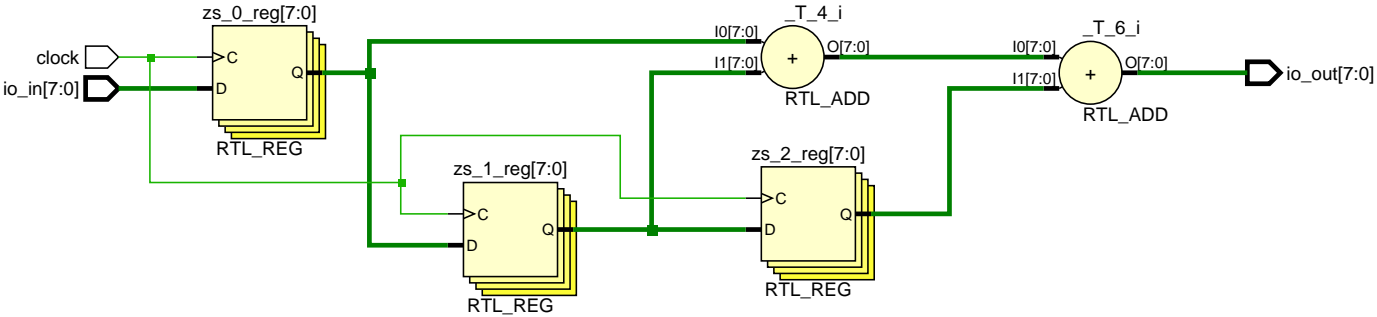 zs_0_reg[7:0]
clock
io_in[7:0]
C
D
Q
RTL_REG
zs_1_reg[7:0]
C
D
Q
RTL_REG
zs_2_reg[7:0]
C
D
Q
RTL_REG
_T_4_i
I0[7:0]
I1[7:0]
+
O[7:0]
RTL_ADD
_T_6_i
I0[7:0]
I1[7:0]
+
O[7:0]
RTL_ADD
io_out[7:0]